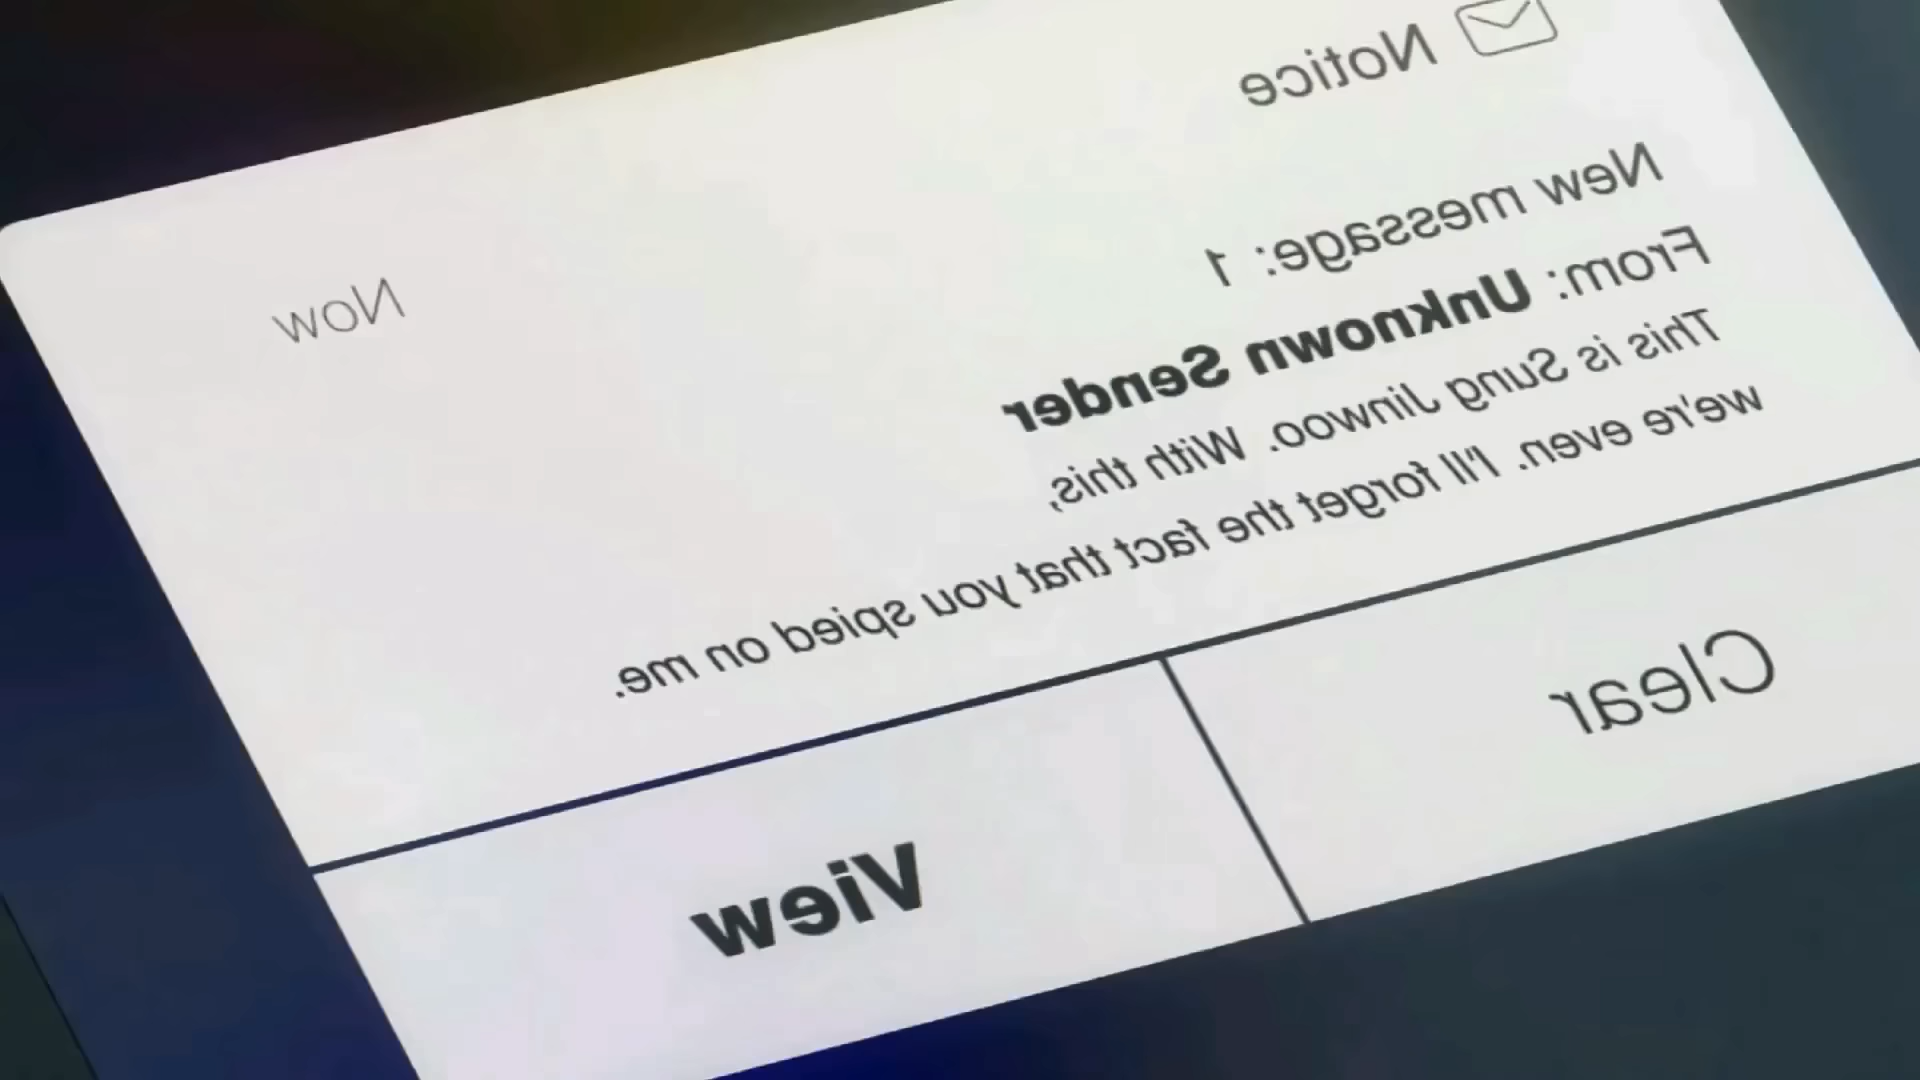 Notice
Now
New message: 1
From: Unknown Sender
This is Sung Jinwoo. With this,
we're even. I'll forget the fact that you spied on me.
Clear
View